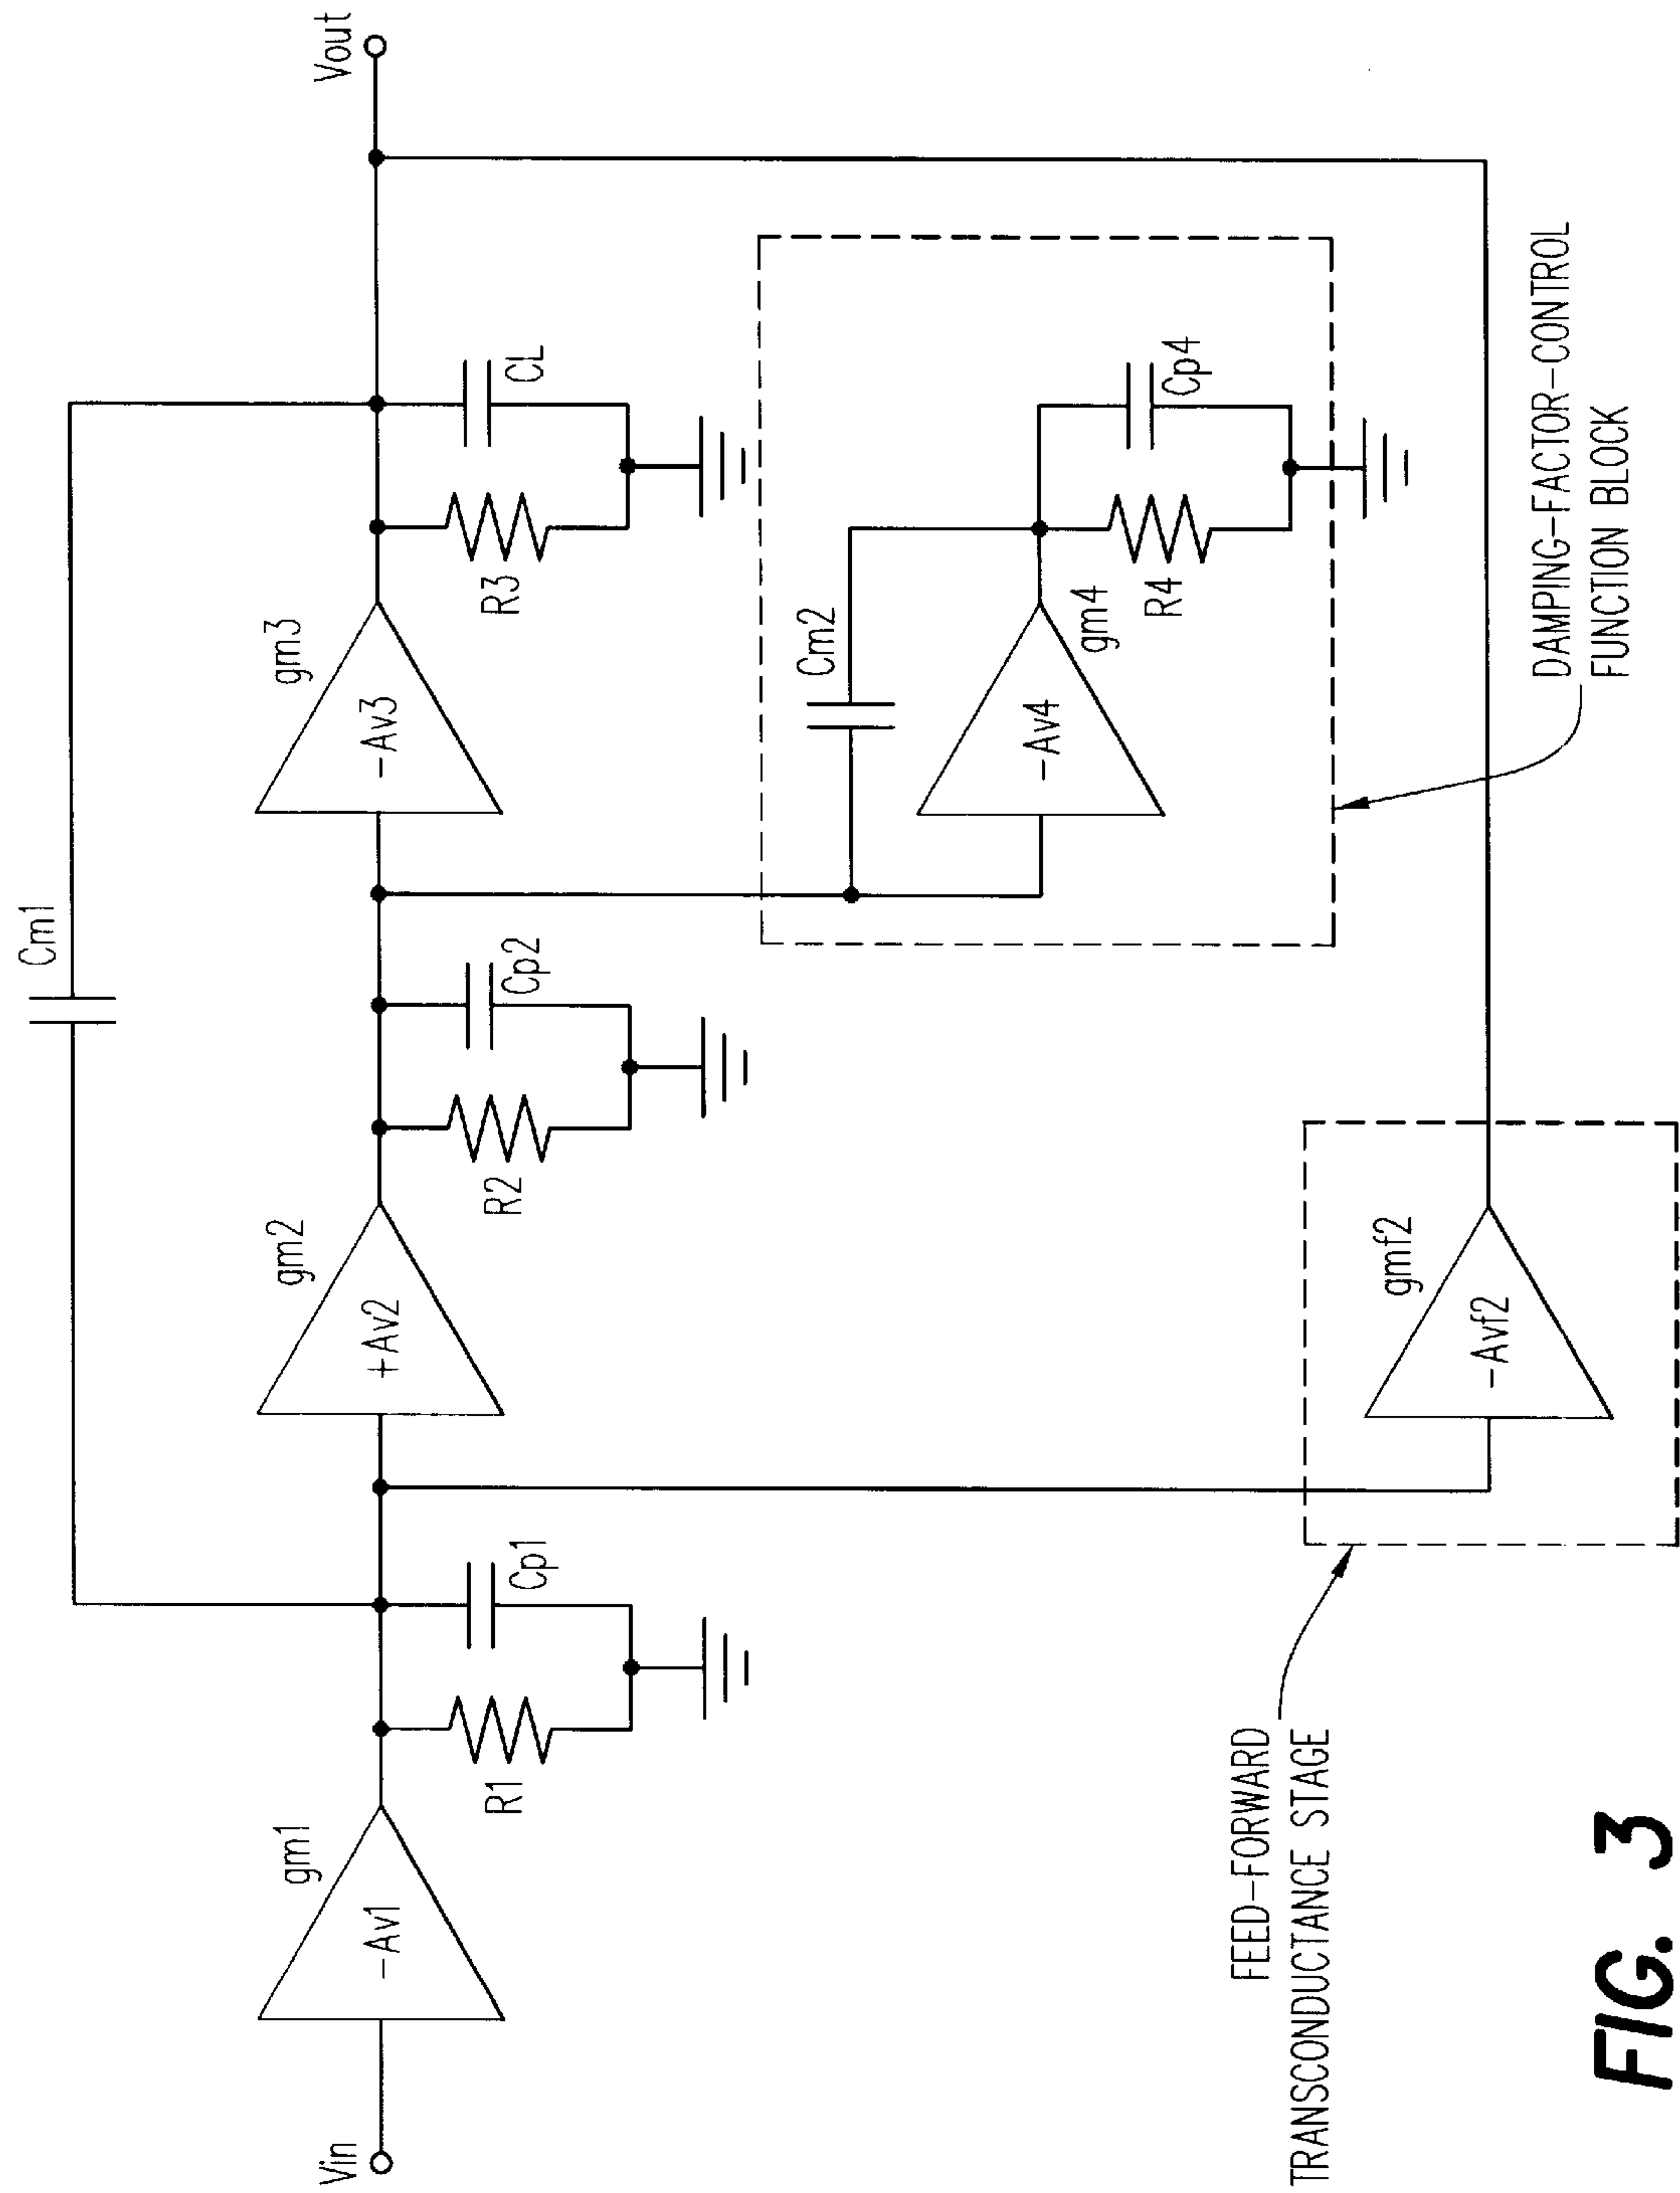 Cm1
gm1
gm2
gm3
Vin
-Av1
+Av2
-Av3
Vout
R1
Cp1
R2
Cp2
R3
CL
Cm2
-Av4
gm4
R4
Cp4
DAMPING-FACTOR-CONTROL
FUNCTION BLOCK
gmf2
-Avf2
FEED-FORWARD
TRANSCONDUCTANCE STAGE
FIG. 3